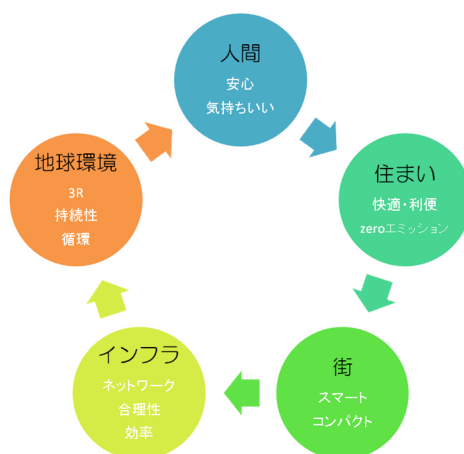 人間
安心
気持ちいい
住まい
快適・利便
zeroエミッション
街
スマート
コンパクト
インフラ
ネットワーク
合理性
効率
地球環境
3R
持続性
循環